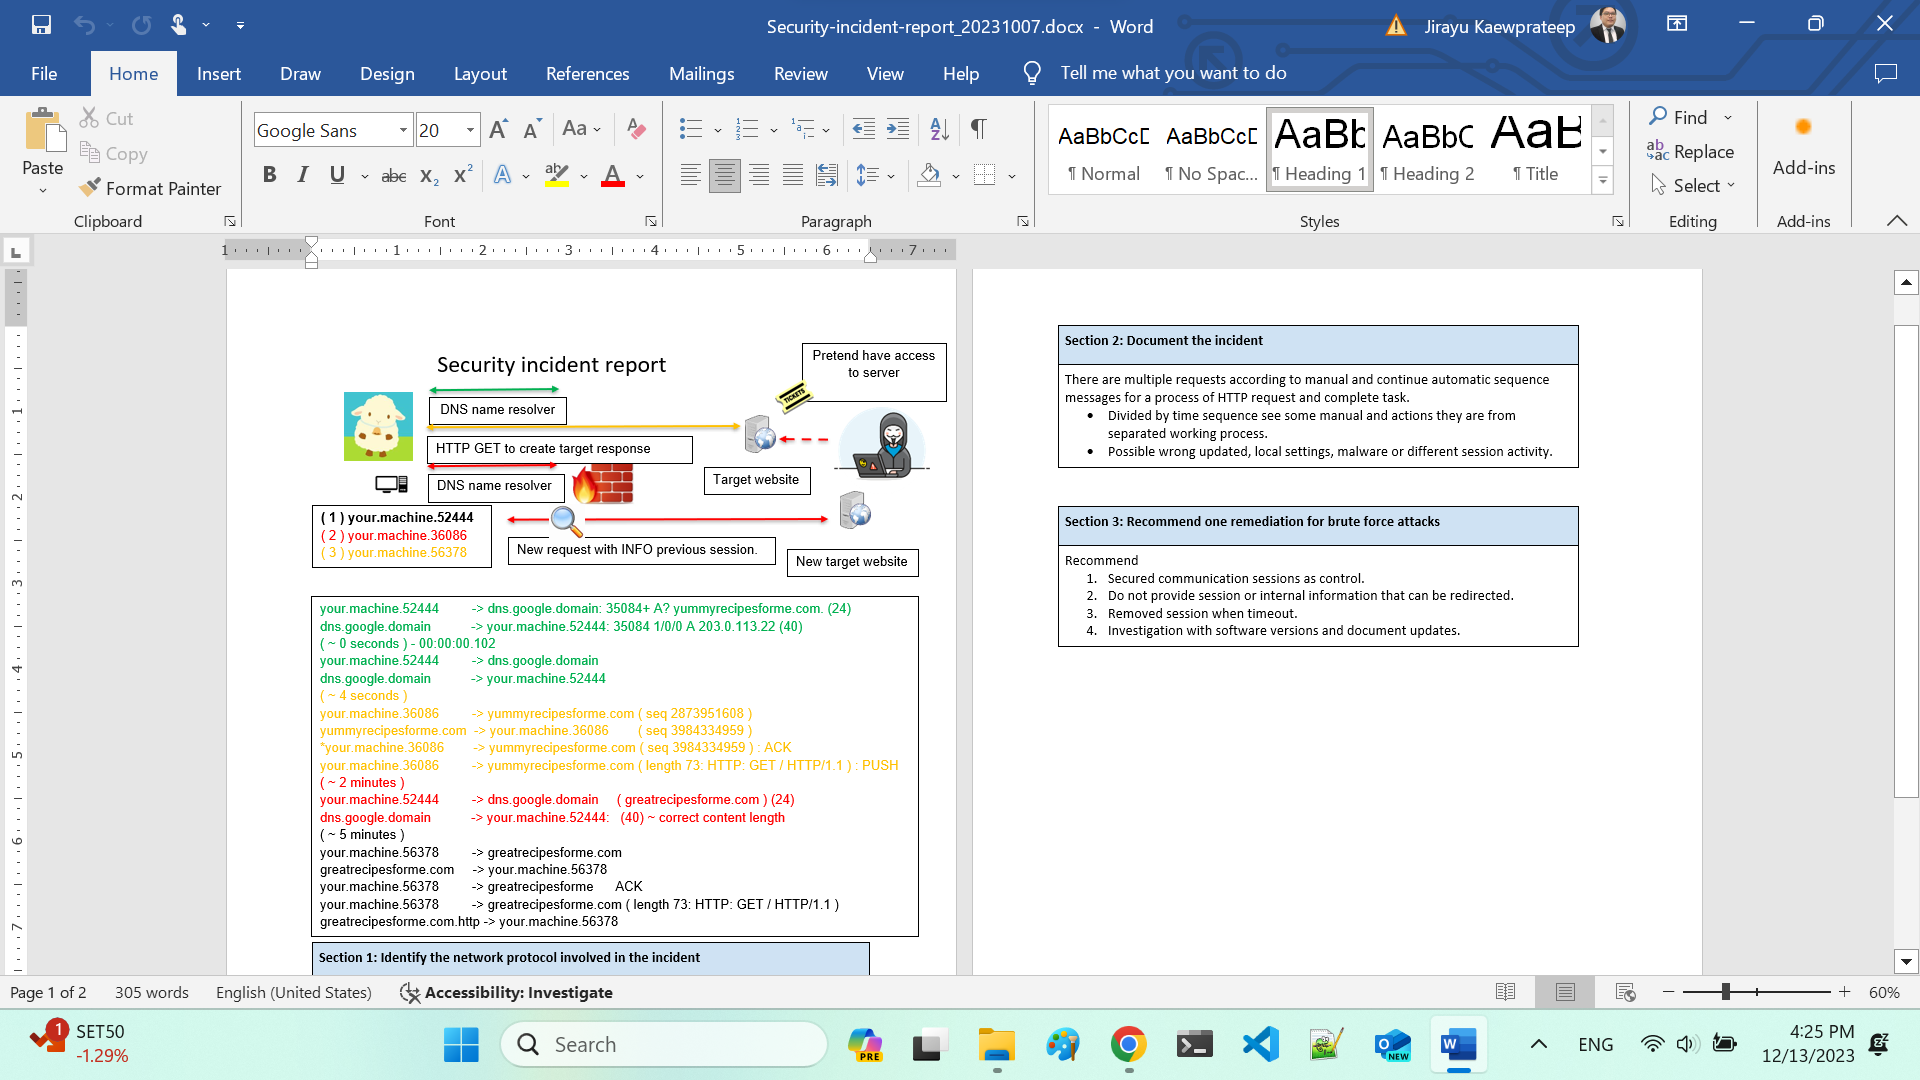 Security-incident-report_20231007.docx - Word
Jirayu Kaewprateep
File Home Insert Draw Design Layout References Mailings Review View Help Tell me what you want to do
Paste
Cut
Copy
Format Painter
Clipboard
Google Sans 20
Font
Paragraph
AaBbCcD AaBbCcD AaBb AaBbC AaB
¶ Normal ¶ No Spac... ¶ Heading 1 ¶ Heading 2 ¶ Title
Styles
Find
Replace
Select
Editing
Add-ins
Add-ins
1 1 2 3 4 5 6 7
Security incident report
Pretend have access
to server
TICKETS
DNS name resolver
HTTP GET to create target response
DNS name resolver
Target website
( 1 ) your.machine.52444
( 2 ) your.machine.36086
( 3 ) your.machine.56378
New request with INFO previous session.
New target website
your.machine.52444 -> dns.google.domain: 35084+ A? yummyrecipesforme.com. (24)
dns.google.domain -> your.machine.52444: 35084 1/0/0 A 203.0.113.22 (40)
( ~ 0 seconds ) - 00:00:00.102
your.machine.52444 -> dns.google.domain
dns.google.domain -> your.machine.52444
( ~ 4 seconds )
your.machine.36086 -> yummyrecipesforme.com ( seq 2873951608 )
yummyrecipesforme.com -> your.machine.36086 ( seq 3984334959 )
*your.machine.36086 -> yummyrecipesforme.com ( seq 3984334959 ) : ACK
your.machine.36086 -> yummyrecipesforme.com ( length 73: HTTP: GET / HTTP/1.1 ) : PUSH
( ~ 2 minutes )
your.machine.52444 -> dns.google.domain ( greatrecipesforme.com ) (24)
dns.google.domain -> your.machine.52444: (40) ~ correct content length
( ~ 5 minutes )
your.machine.56378 -> greatrecipesforme.com
greatrecipesforme.com -> your.machine.56378
your.machine.56378 -> greatrecipesforme ACK
your.machine.56378 -> greatrecipesforme.com ( length 73: HTTP: GET / HTTP/1.1 )
greatrecipesforme.com.http -> your.machine.56378
Section 1: Identify the network protocol involved in the incident
Section 2: Document the incident
There are multiple requests according to manual and continue automatic sequence
messages for a process of HTTP request and complete task.
• Divided by time sequence see some manual and actions they are from
separated working process.
• Possible wrong updated, local settings, malware or different session activity.
Section 3: Recommend one remediation for brute force attacks
Recommend
1. Secured communication sessions as control.
2. Do not provide session or internal information that can be redirected.
3. Removed session when timeout.
4. Investigation with software versions and document updates.
Page 1 of 2 305 words English (United States) Accessibility: Investigate 60%
1 SET50
-1.29%
Search
PRE
NEW
ENG
4:25 PM
12/13/2023